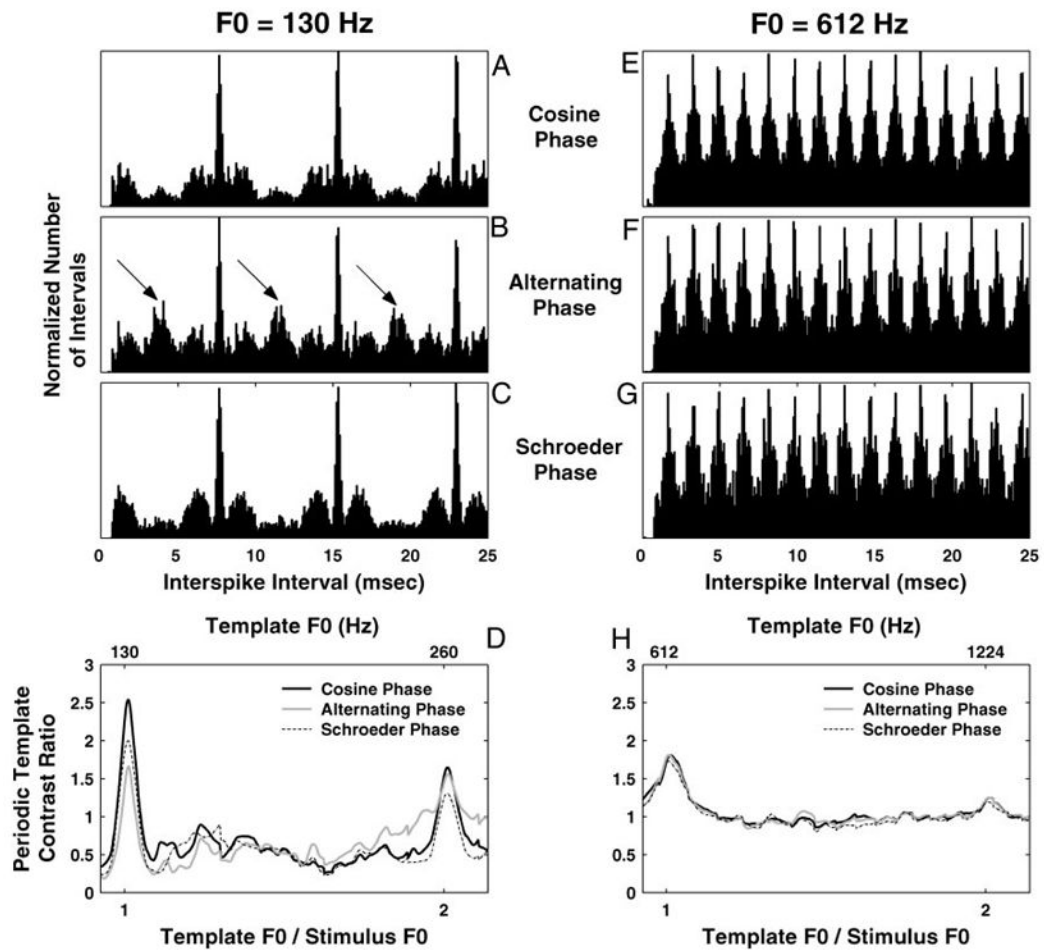 F0 = 130 Hz
F0 = 612 Hz
A
E
Cosine
Phase
B
F
Alternating
Phase
Normalized Number
of Intervals
C
G
Schroeder
Phase
0 5 10 15 20 25
0 5 10 15 20 25
Interspike Interval (msec)
Interspike Interval (msec)
Template F0 (Hz)
D
130 260
3
2.5
2
1.5
1
0.5
0
Cosine Phase
Alternating Phase
Schroeder Phase
Periodic Template
Contrast Ratio
1 2
Template F0 / Stimulus F0
H
Template F0 (Hz)
612 1224
3
2.5
2
1.5
1
0.5
0
Cosine Phase
Alternating Phase
Schroeder Phase
1 2
Template F0 / Stimulus F0